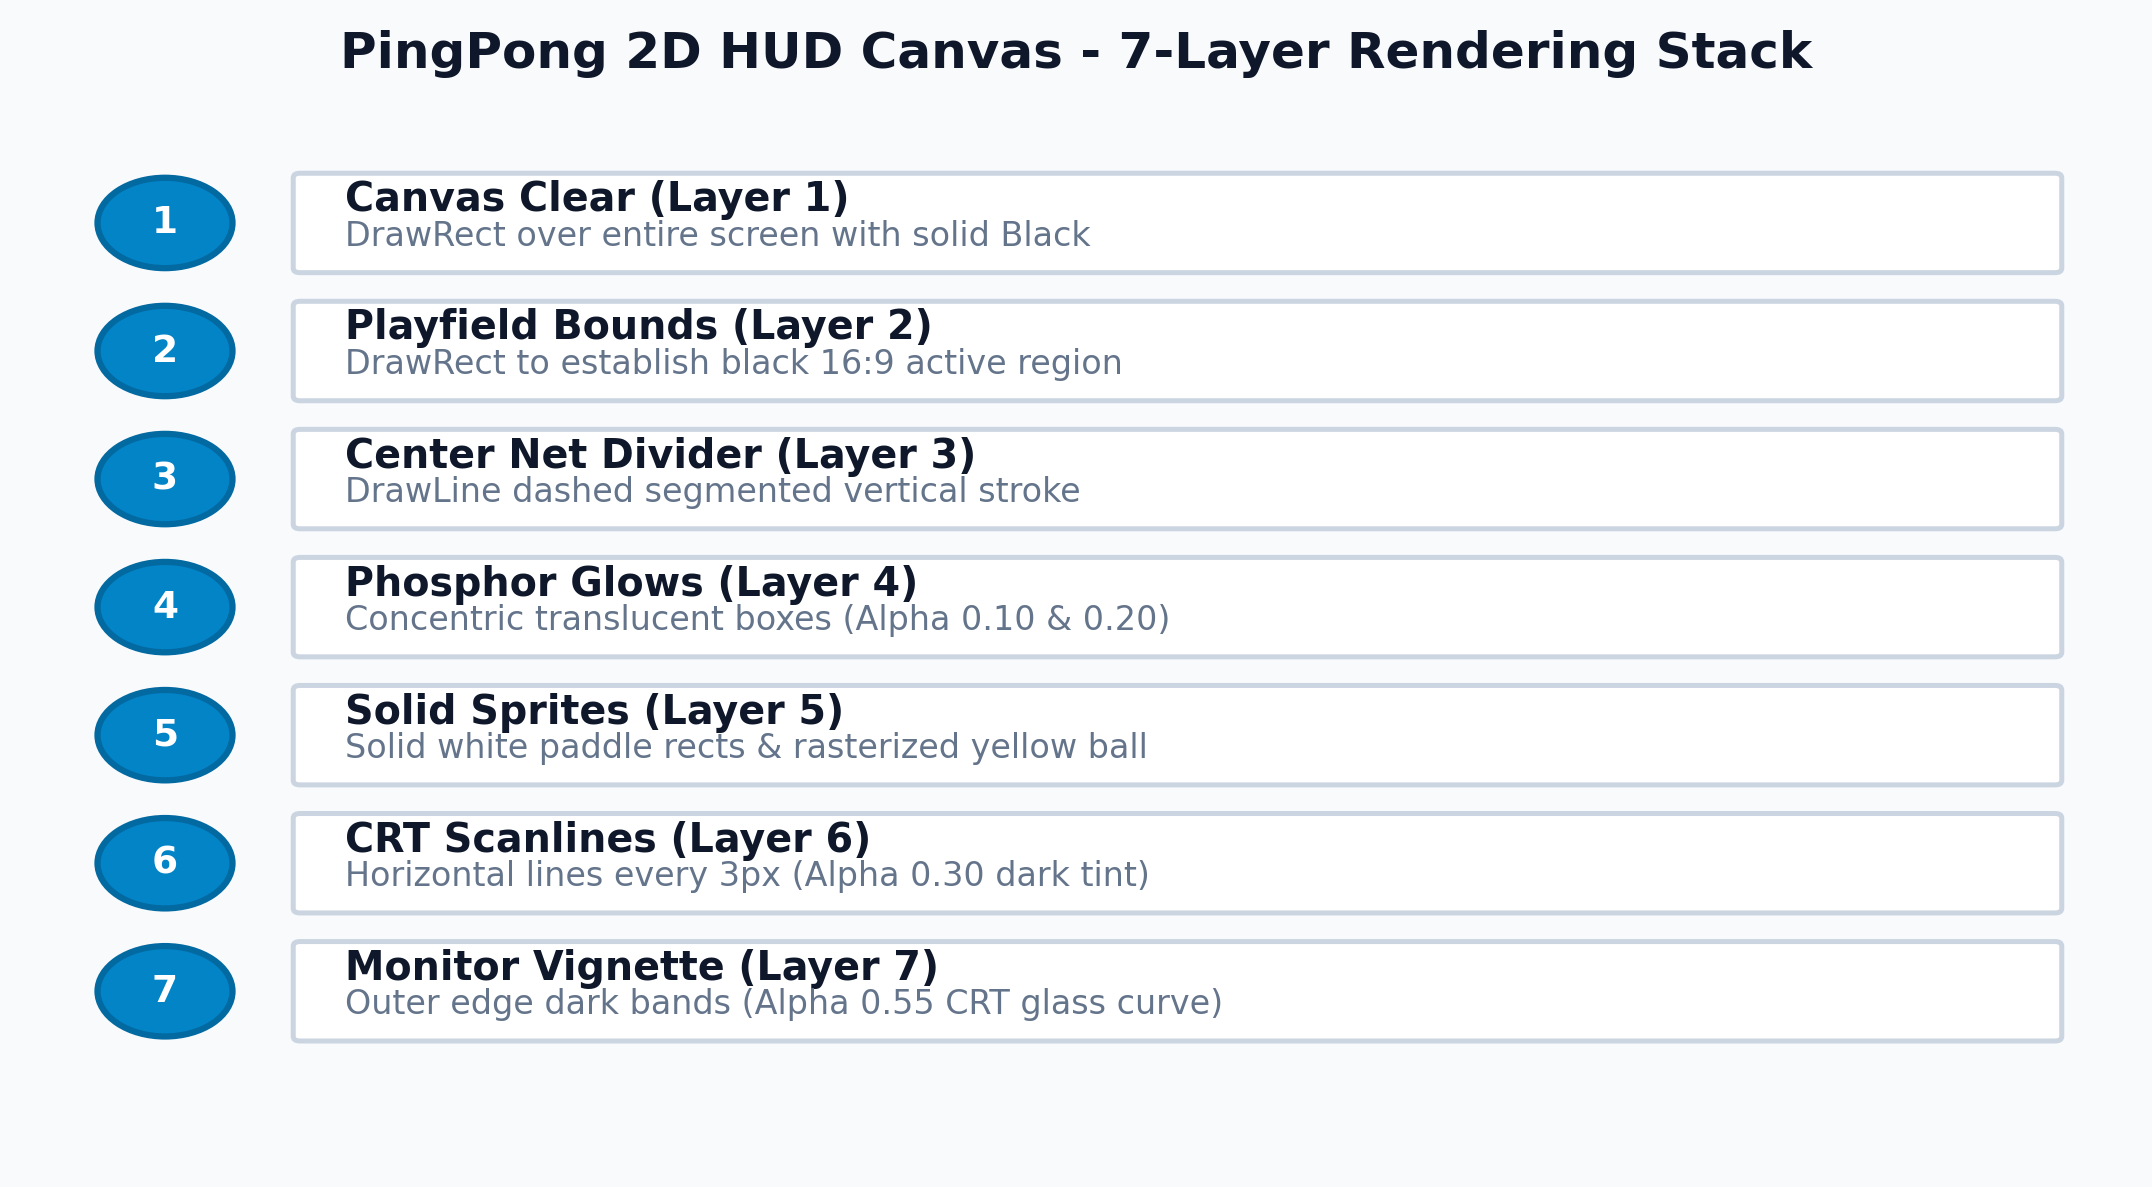 PingPong 2D HUD Canvas - 7-Layer Rendering Stack
1
Canvas Clear (Layer 1)
DrawRect over entire screen with solid Black
2
Playfield Bounds (Layer 2)
DrawRect to establish black 16:9 active region
3
Center Net Divider (Layer 3)
DrawLine dashed segmented vertical stroke
4
Phosphor Glows (Layer 4)
Concentric translucent boxes (Alpha 0.10 & 0.20)
5
Solid Sprites (Layer 5)
Solid white paddle rects & rasterized yellow ball
6
CRT Scanlines (Layer 6)
Horizontal lines every 3px (Alpha 0.30 dark tint)
7
Monitor Vignette (Layer 7)
Outer edge dark bands (Alpha 0.55 CRT glass curve)